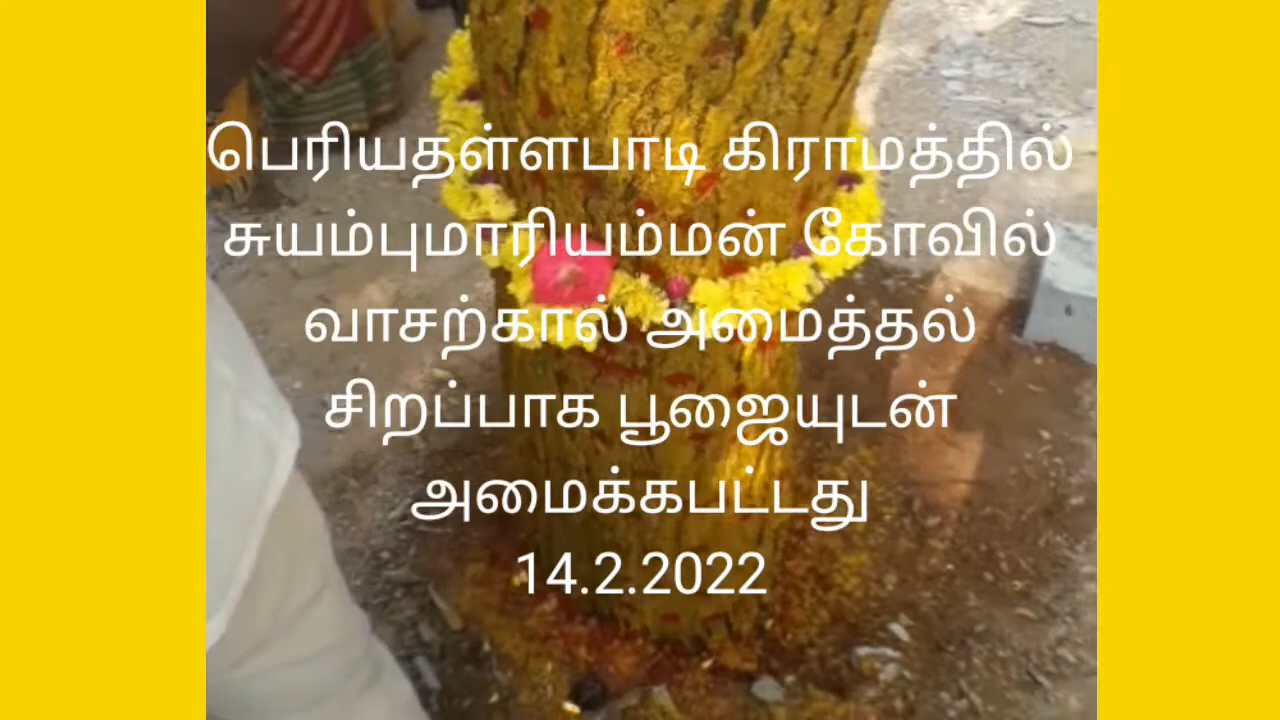 பெரியதள்ளபாடி கிராமத்தில்
சுயம்புமாரியம்மன் கோவில்
வாசற்கால் அமைத்தல்
சிறப்பாக பூஜையுடன்
அமைக்கபட்டது
14.2.2022